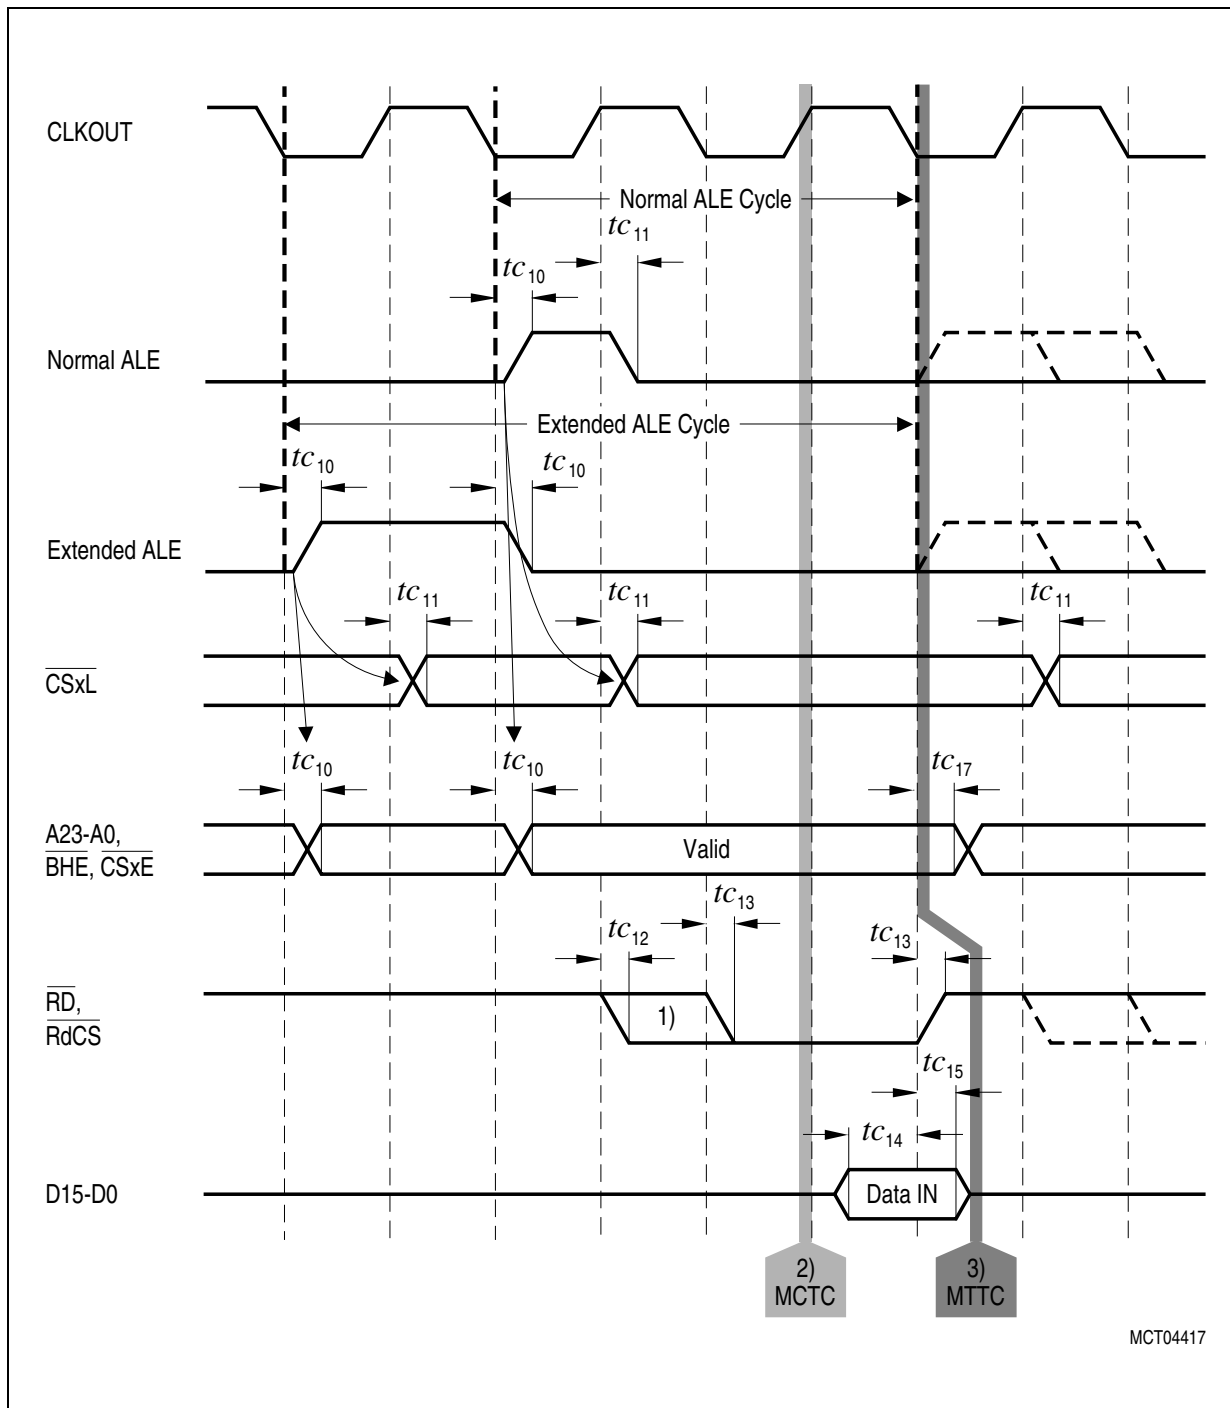 CLKOUT
Normal ALE Cycle
tc11
tc10
Normal ALE
Extended ALE Cycle
tc10
tc10
Extended ALE
tc11
tc11
tc11
CSxL
tc10
tc10
tc17
A23-A0,
BHE, CSxE
Valid
tc13
tc12
tc13
RD,
RdCS
1)
tc15
tc14
D15-D0
Data IN
2)
MCTC
3)
MTTC
MCT04417